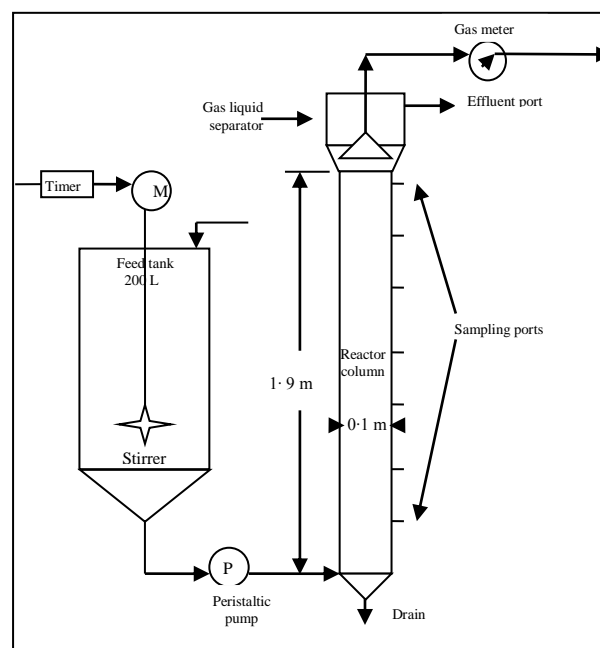 Gas meter
Gas liquid
separator
Effluent port
Timer
M
Feed tank
200 L
Sampling ports
Reactor
column
1· 9 m
0·1 m
Stirrer
P
Peristaltic
pump
Drain